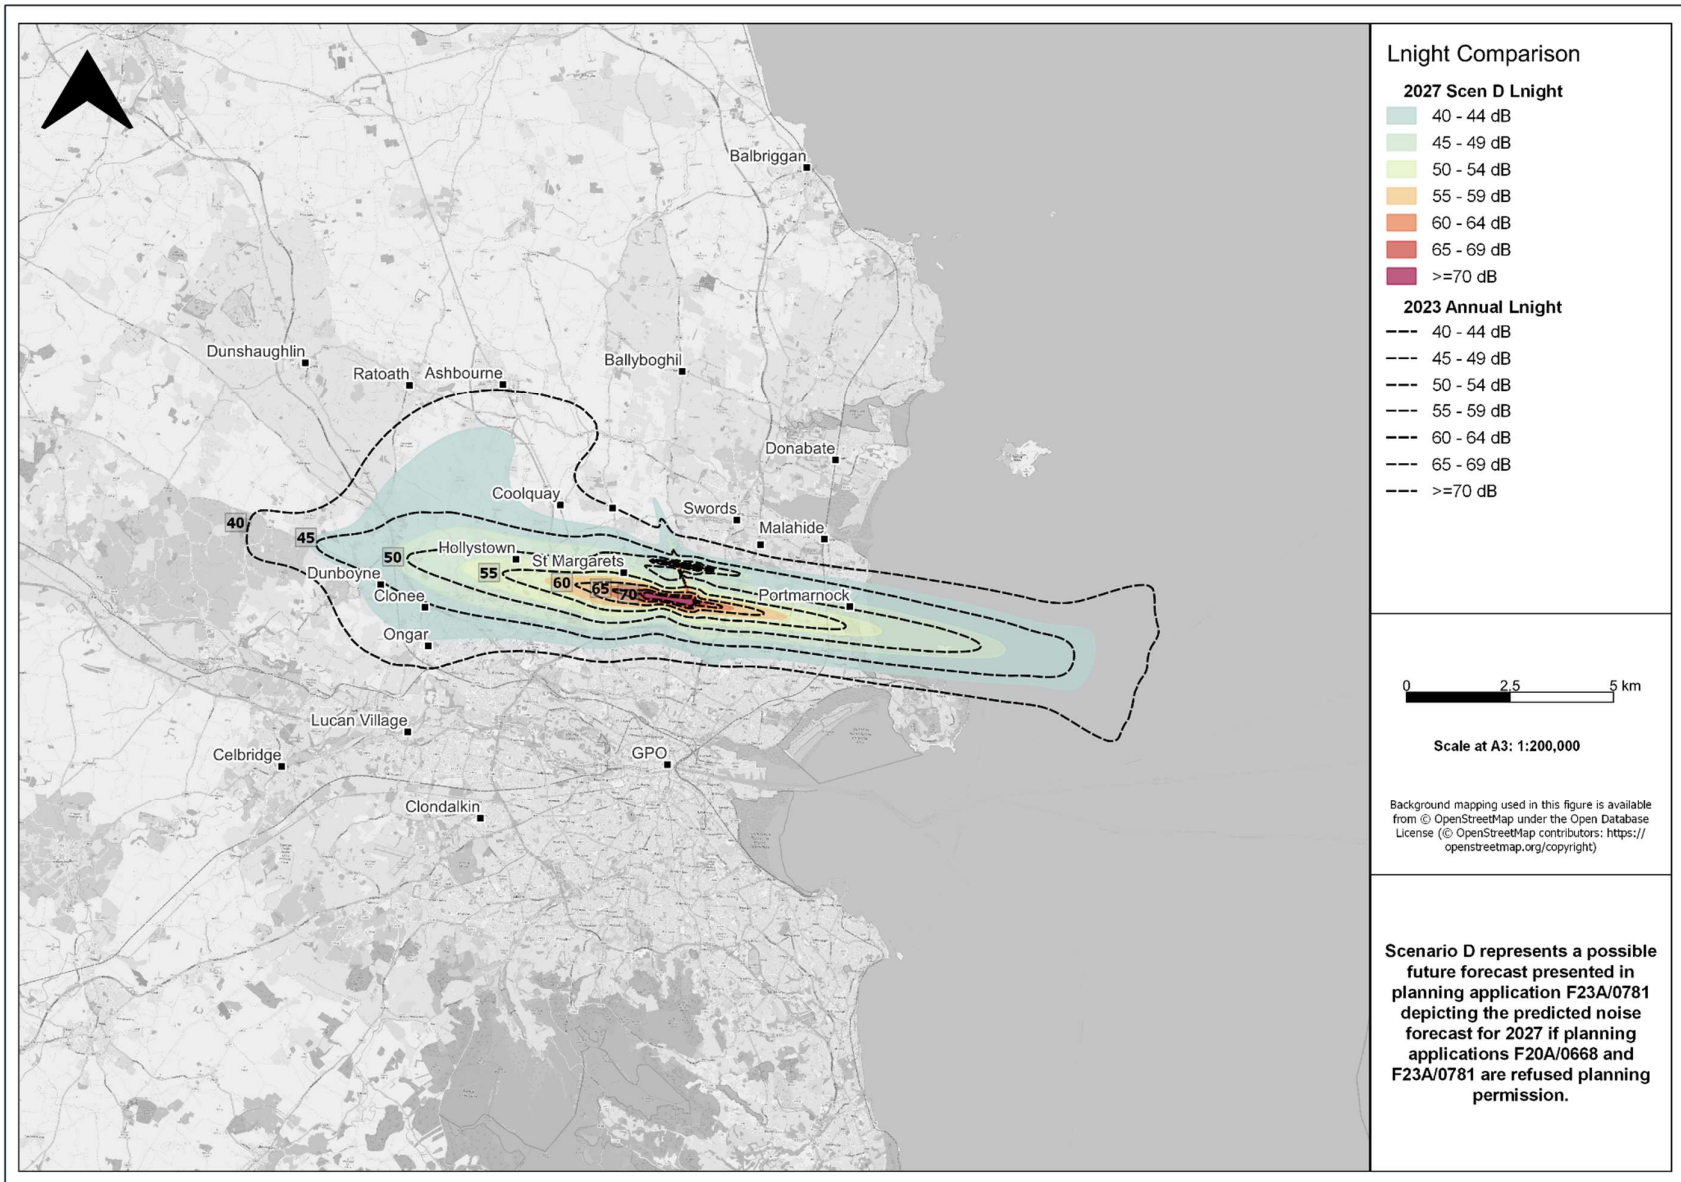 Lnight Comparison
2027 Scen D Lnight
40 - 44 dB
45 - 49 dB
50 - 54 dB
55 - 59 dB
60 - 64 dB
65 - 69 dB
>=70 dB
2023 Annual Lnight
40 - 44 dB
45 - 49 dB
50 - 54 dB
55 - 59 dB
60 - 64 dB
65 - 69 dB
>=70 dB
Balbriggan
Dunshaughlin
Ratoath
Ashbourne
Ballyboghil
Donabate
Coolquay
Swords
Malahide
40
45
50
Hollystown
St Margarets
55
60
65
70
Dunboyne
Clonee
Portmarnock
Ongar
Lucan Village
Celbridge
GPO
Clondalkin
0 2.5 5 km
Scale at A3: 1:200,000
Background mapping used in this figure is available
from © OpenStreetMap under the Open Database
License (© OpenStreetMap contributors: https://
openstreetmap.org/copyright)
Scenario D represents a possible
future forecast presented in
planning application F23A/0781
depicting the predicted noise
forecast for 2027 if planning
applications F20A/0668 and
F23A/0781 are refused planning
permission.